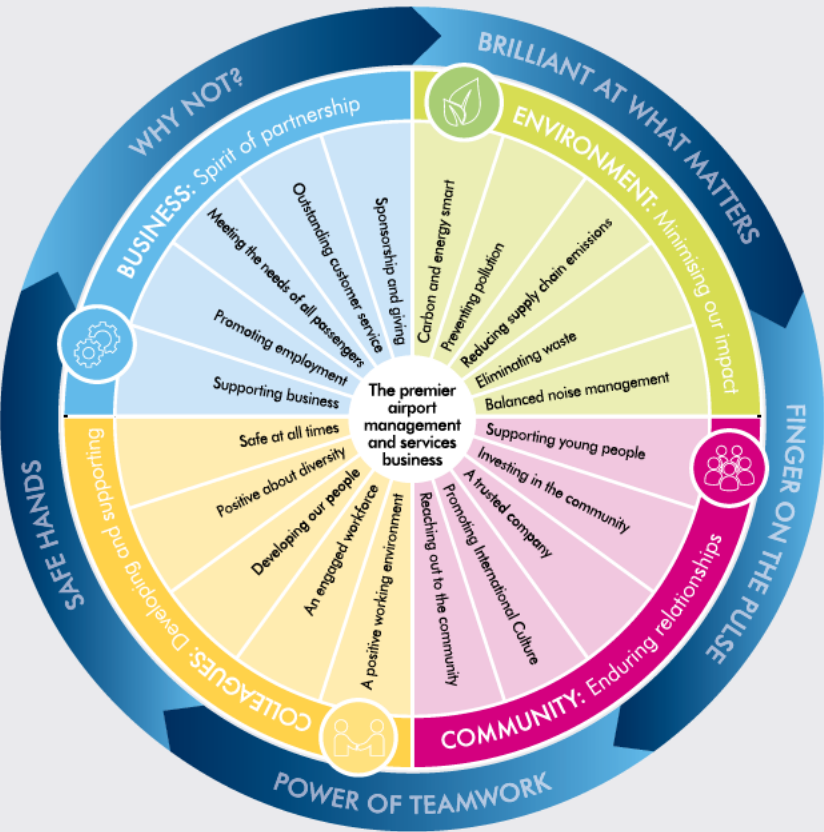 WHY NOT?
BRILLIANT AT WHAT MATTERS
FINGER ON THE PULSE
POWER OF TEAMWORK
SAFE HANDS
BUSINESS: Spirit of partnership
Supporting business
Promoting employment
Meeting the needs of all passengers
Outstanding customer service
Sponsorship and giving
ENVIRONMENT: Minimising our impact
Carbon and energy smart
Preventing pollution
Reducing supply chain emissions
Eliminating waste
Balanced noise management
COMMUNITY: Enduring relationships
Supporting young people
Investing in the community
A trusted company
Promoting International Culture
Reaching out to the community
COLLEAGUES: Developing and supporting
A positive working environment
An engaged workforce
Developing our people
Positive about diversity
Safe at all times
The premier
airport
management
and services
business